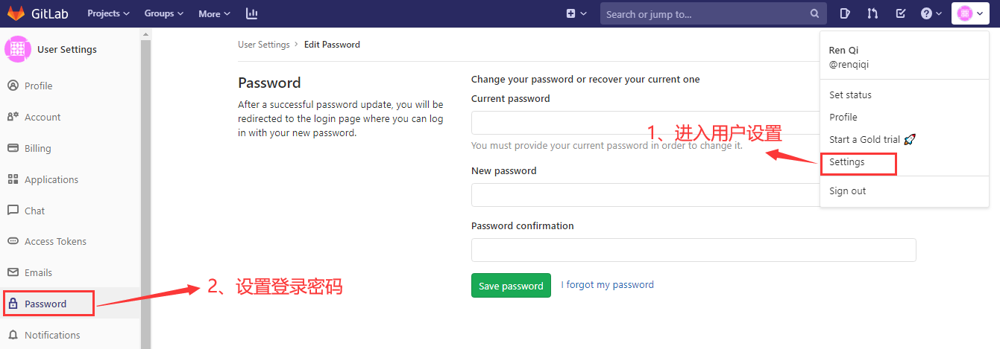 GitLab
Projects
Groups
More
Search or jump to...
User Settings
Profile
Account
Billing
Applications
Chat
Access Tokens
Emails
Password
Notifications
User Settings > Edit Password
Password
After a successful password update, you will be
redirected to the login page where you can log
in with your new password.
Change your password or recover your current one
Current password
You must provide your current password in order to change it.
New password
Password confirmation
Save password
I forgot my password
Ren Qi
@renqiqi
Set status
Profile
Start a Gold trial 🚀
Settings
Sign out
1、进入用户设置
2、设置登录密码